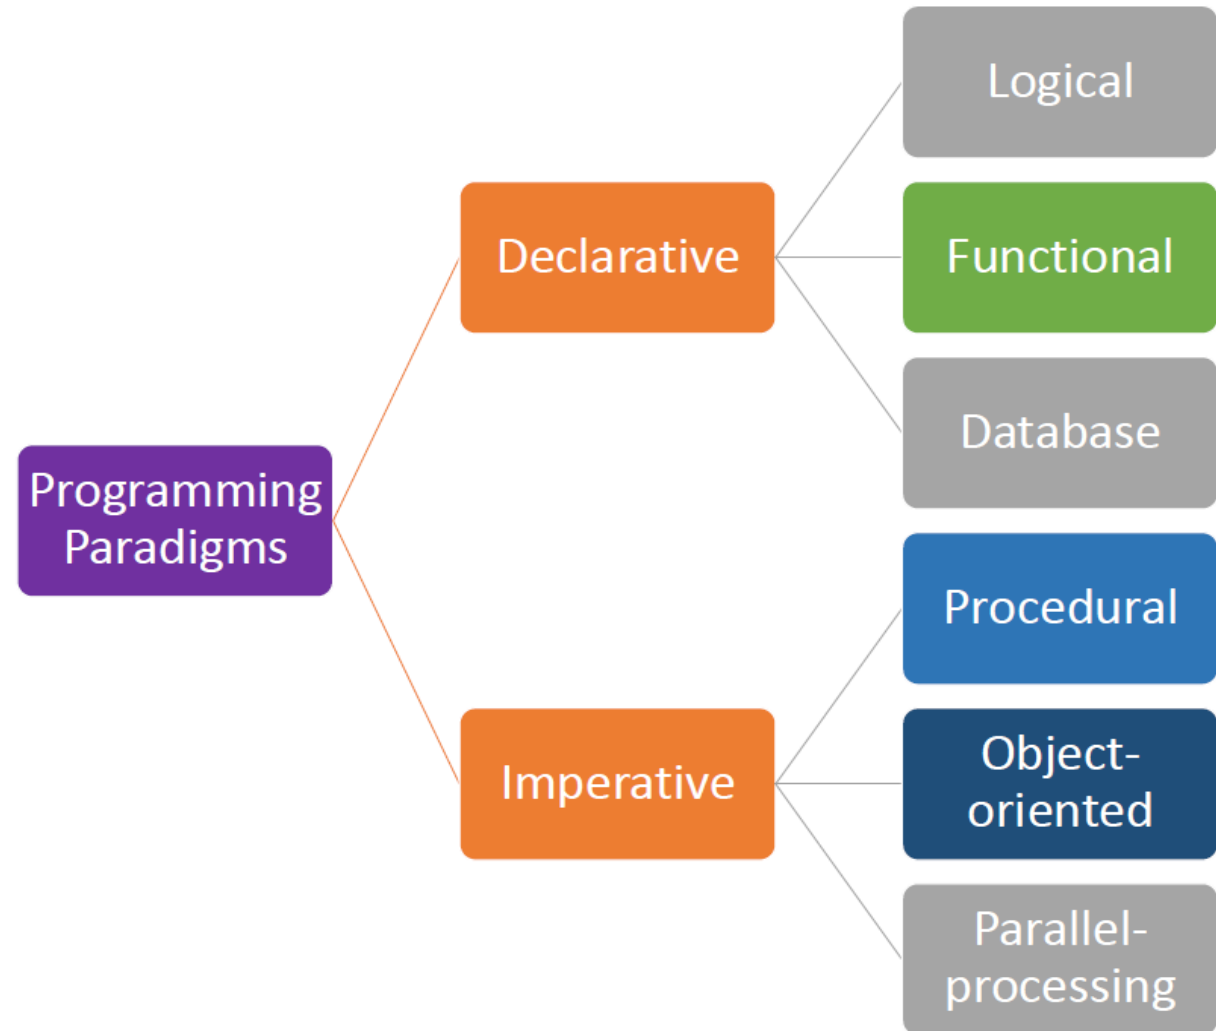 Logical
Declarative
Functional
Database
Programming
Paradigms
Procedural
Imperative
Object-
oriented
Parallel-
processing